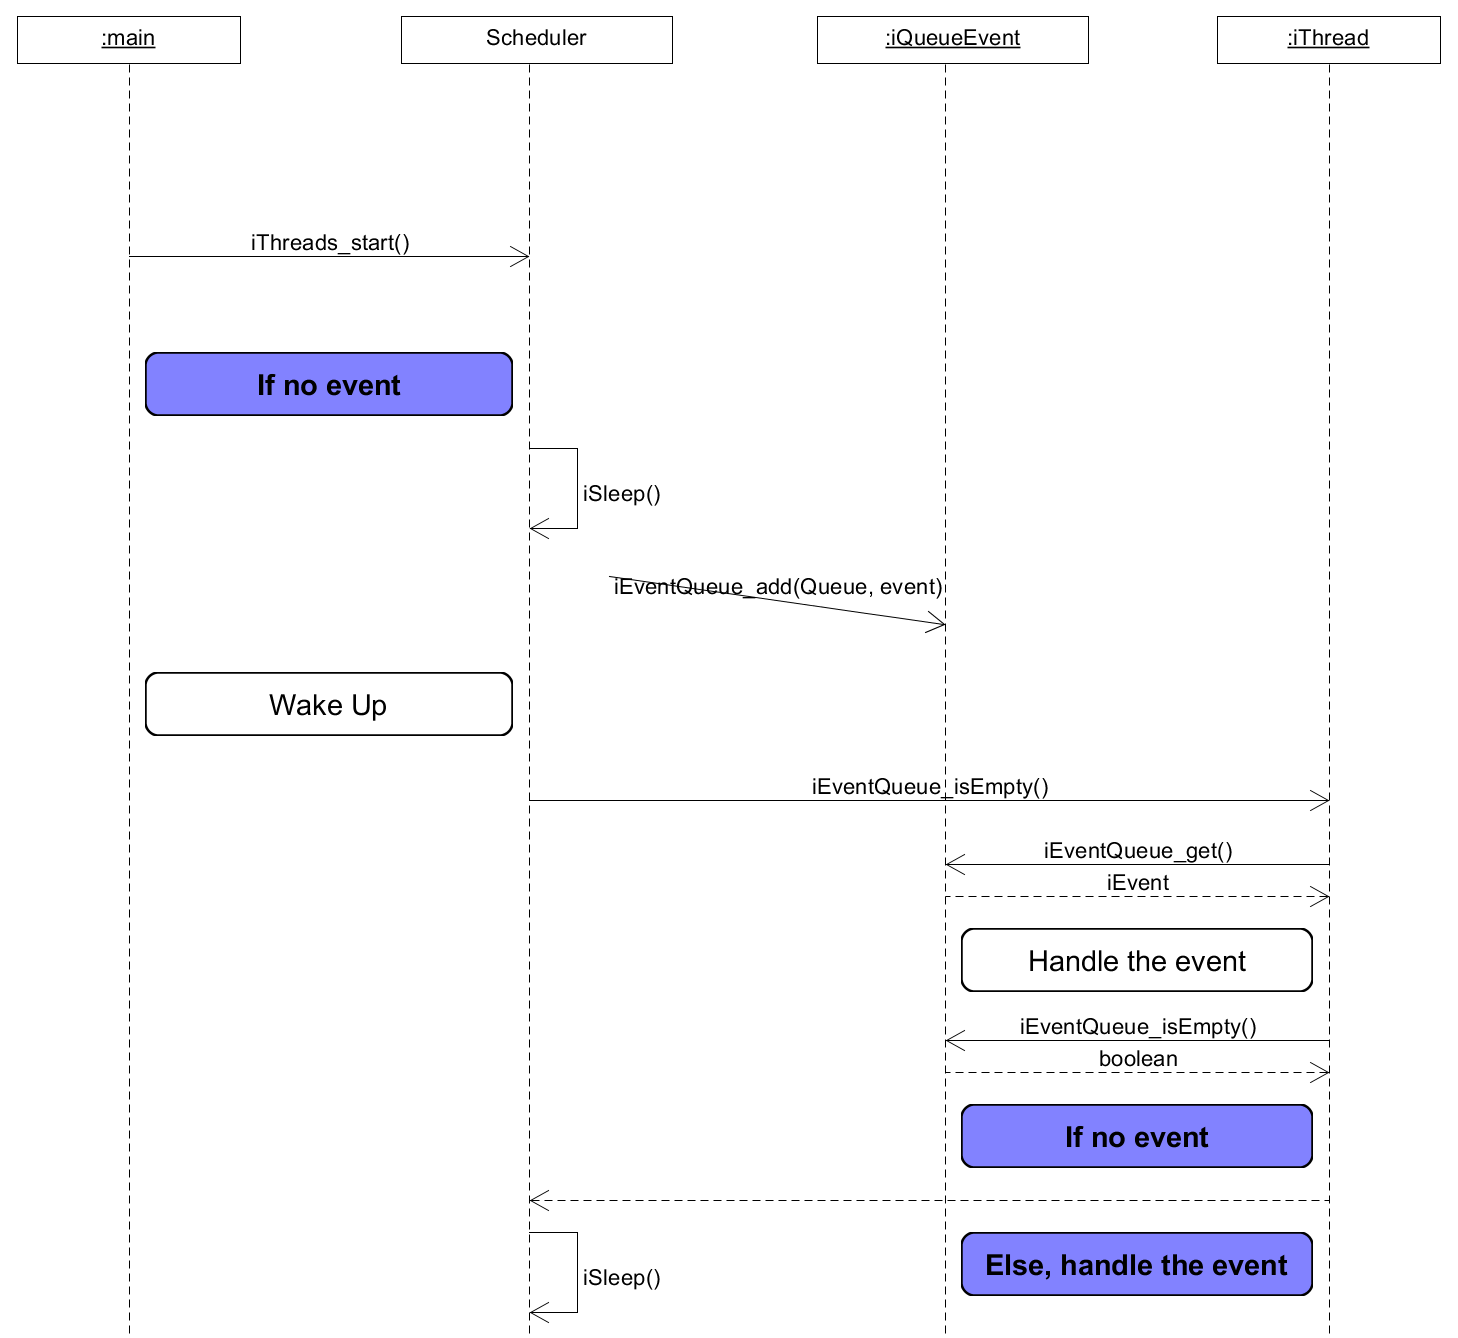 :main
Scheduler
:iQueueEvent
:iThread
iThreads_start()
If no event
iSleep()
iEventQueue_add(Queue, event)
Wake Up
iEventQueue_isEmpty()
iEventQueue_get()
iEvent
Handle the event
iEventQueue_isEmpty()
boolean
If no event
Else, handle the event
iSleep()